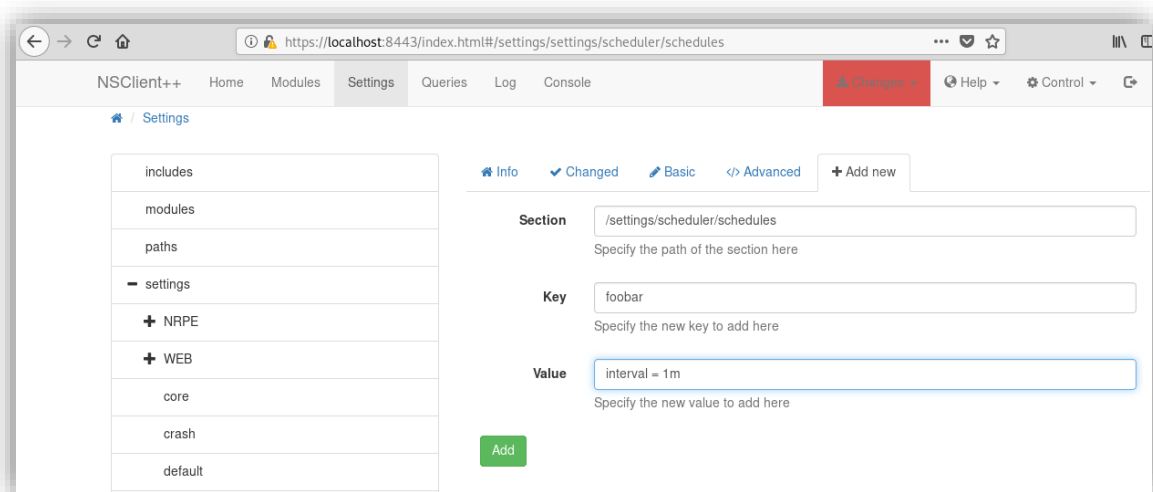 https://localhost:8443/index.html#/settings/settings/scheduler/schedules
NSClient++ Home Modules Settings Queries Log Console Changes Help Control
/ Settings
includes
modules
paths
settings
NRPE
WEB
core
crash
default
Info Changed Basic </> Advanced Add new
Section /settings/scheduler/schedules
Specify the path of the section here
Key foobar
Specify the new key to add here
Value interval = 1m
Specify the new value to add here
Add